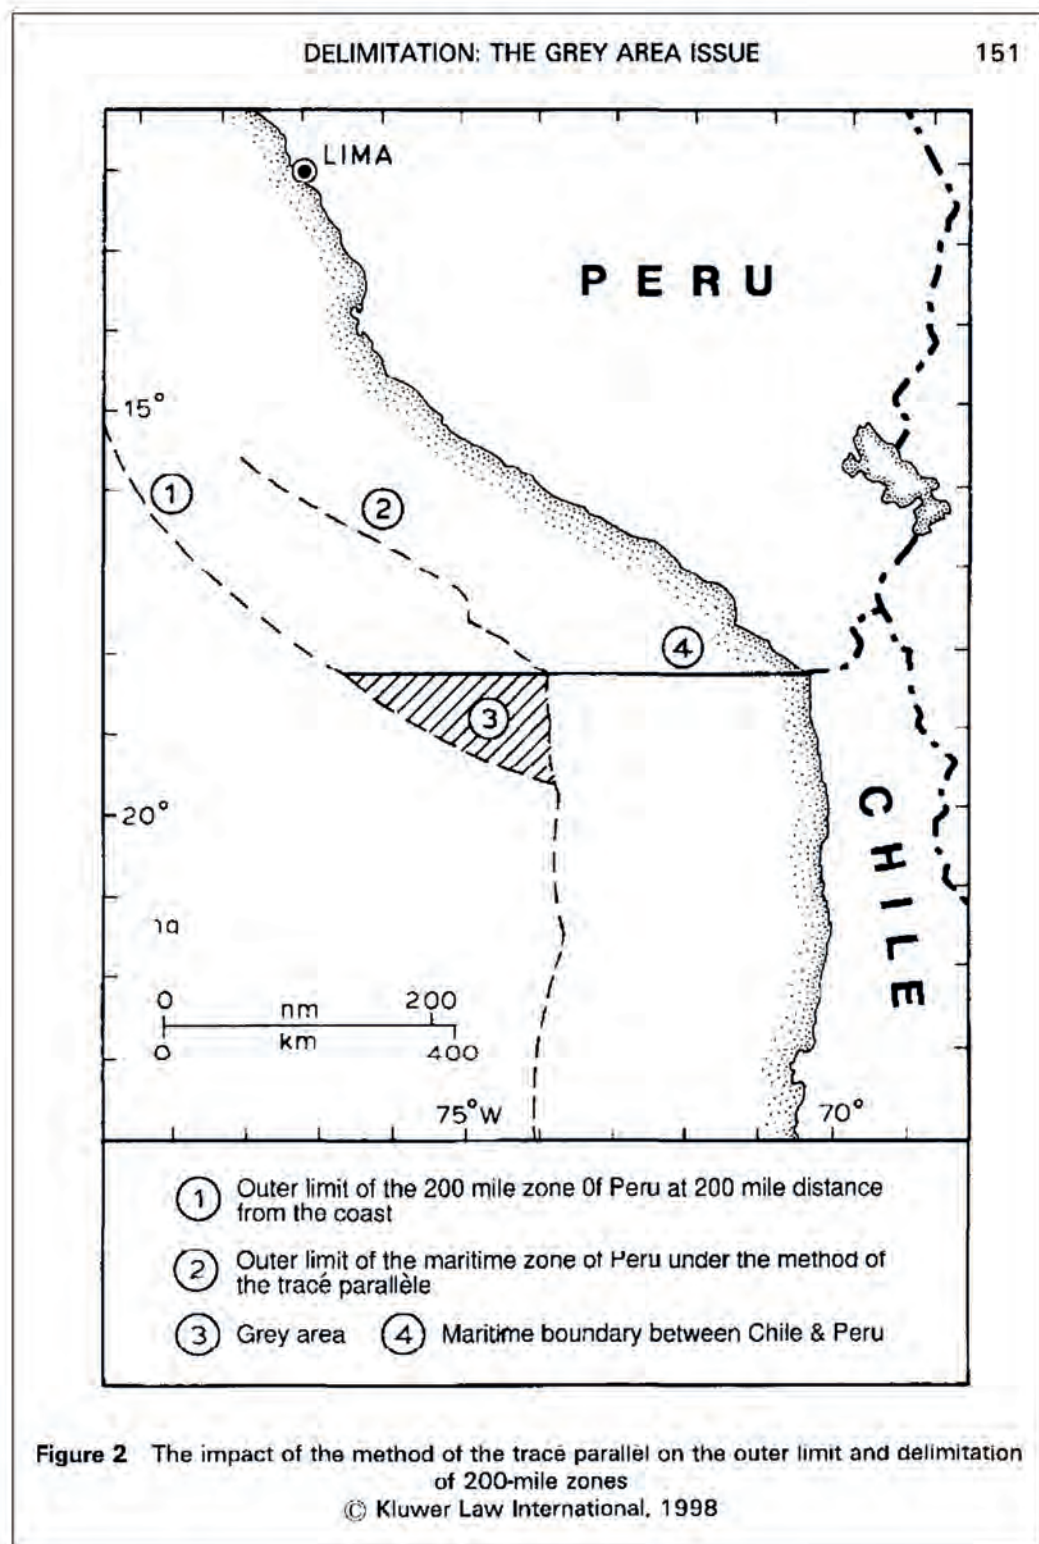 DELIMITATION: THE GREY AREA ISSUE 151
LIMA
PERU
15°
1
2
4
3
20°
CHILE
0 200
nm
km
0 400
75°W 70°
1 Outer limit of the 200 mile zone 0f Peru at 200 mile distance
from the coast
2 Outer limit of the maritime zone of Peru under the method of
the tracé parallèle
3 Grey area 4 Maritime boundary between Chile & Peru
Figure 2 The impact of the method of the tracé parallèl on the outer limit and delimitation
of 200-mile zones
© Kluwer Law International, 1998